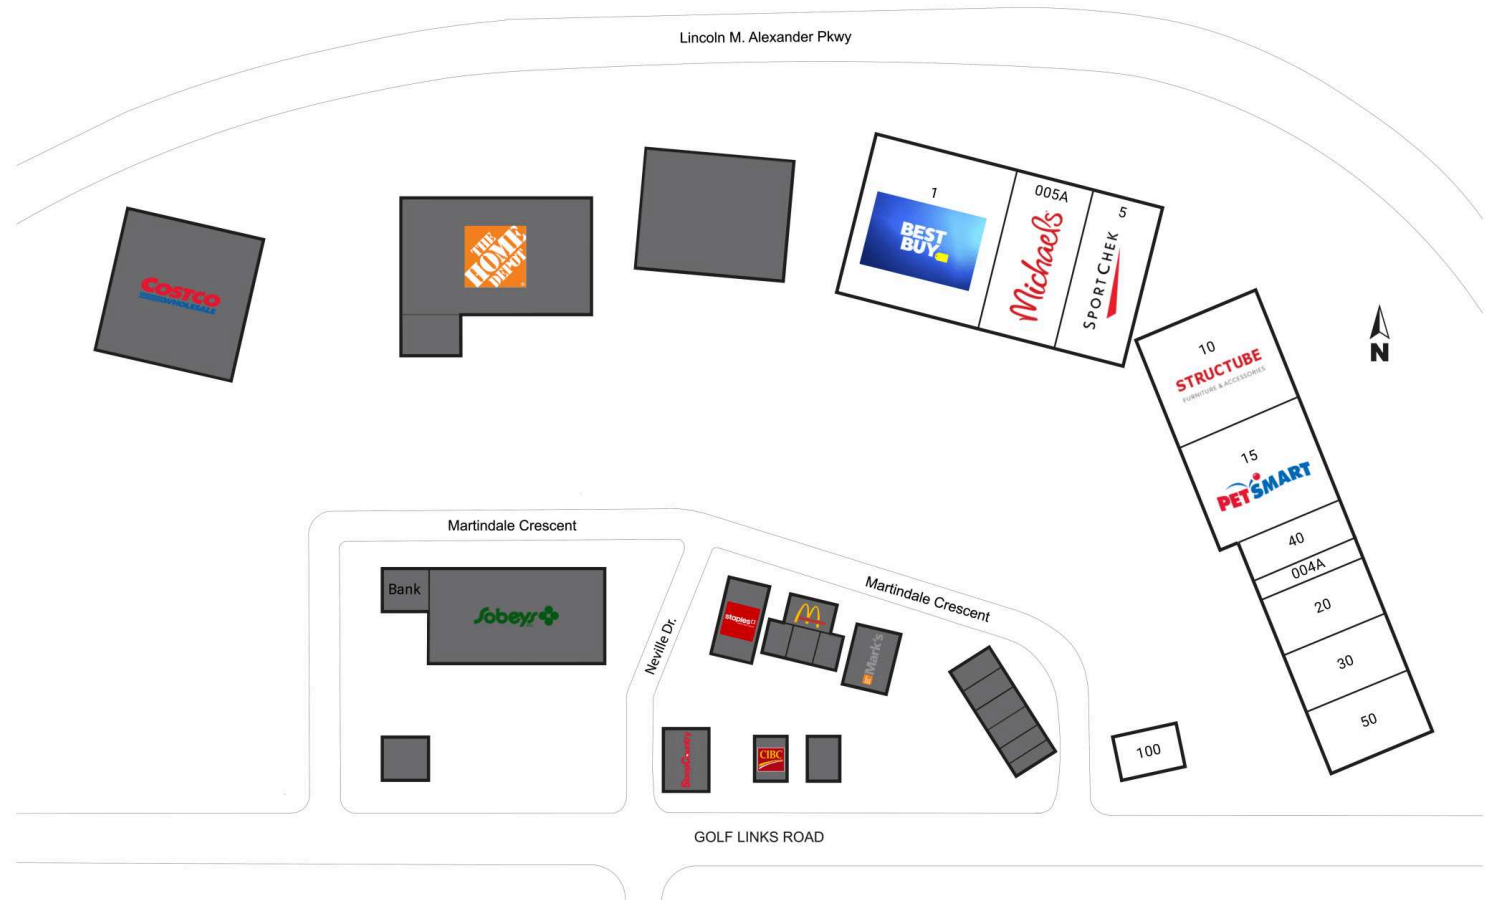 Lincoln M. Alexander Pkwy
COSTCO
WHOLESALE
THE
HOME
DEPOT
1
BEST
BUY
005A
Michaels
5
SPORTCHEK
10
STRUCTUBE
FURNITURE & ACCESSORIES
N
15
PETSMART
40
004A
20
30
50
100
Martindale Crescent
Martindale Crescent
Bank
Sobeys
Neville Dr.
staples
Mark's
CIBC
GOLF LINKS ROAD